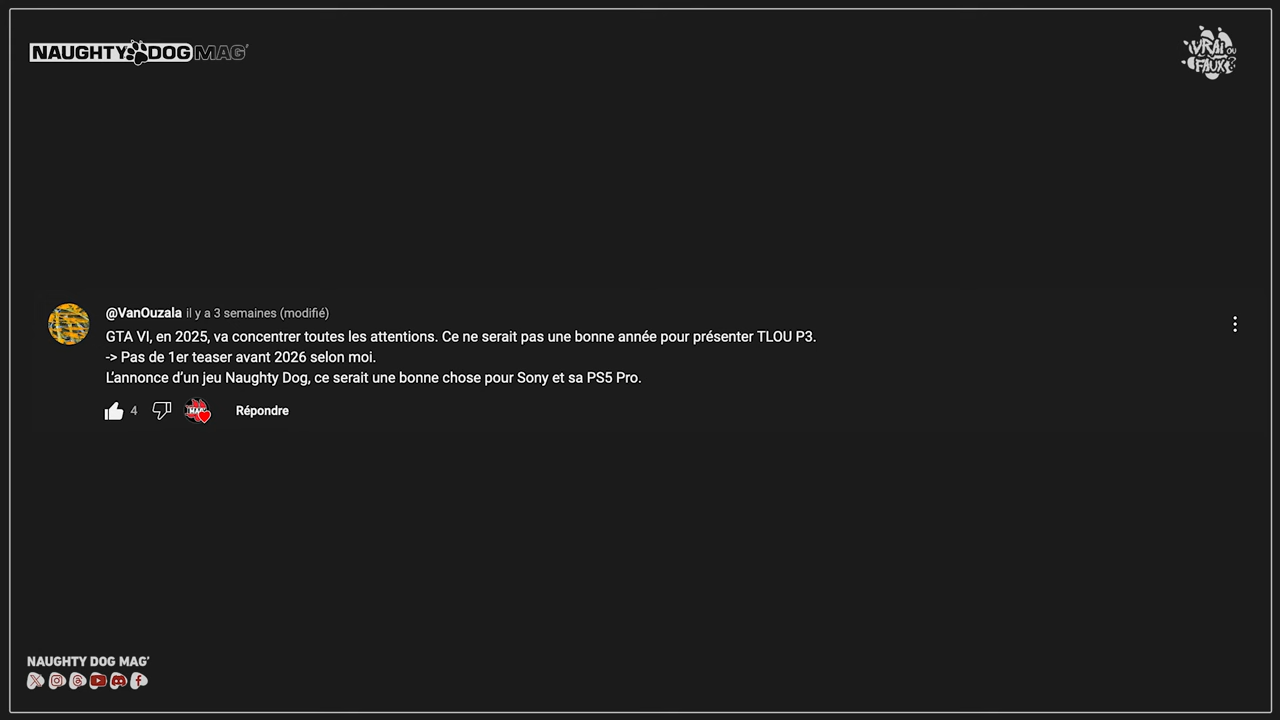 NAUGHTY DOG MAG'
VRAI OU
FAUX?
@VanOuzala il y a 3 semaines (modifié)
GTA VI, en 2025, va concentrer toutes les attentions. Ce ne serait pas une bonne année pour présenter TLOU P3.
-> Pas de 1er teaser avant 2026 selon moi.
L'annonce d'un jeu Naughty Dog, ce serait une bonne chose pour Sony et sa PS5 Pro.
4 Répondre
NAUGHTY DOG MAG'